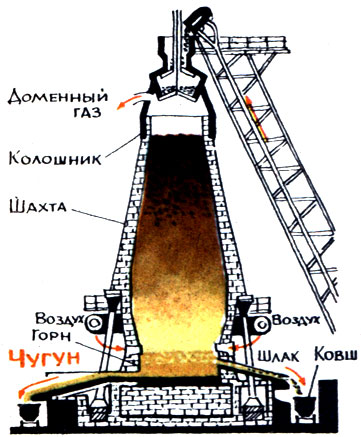 Доменный
газ
Колошник
Шахта
Воздух
Воздух
Горн
Чугун
Шлак
Ковш